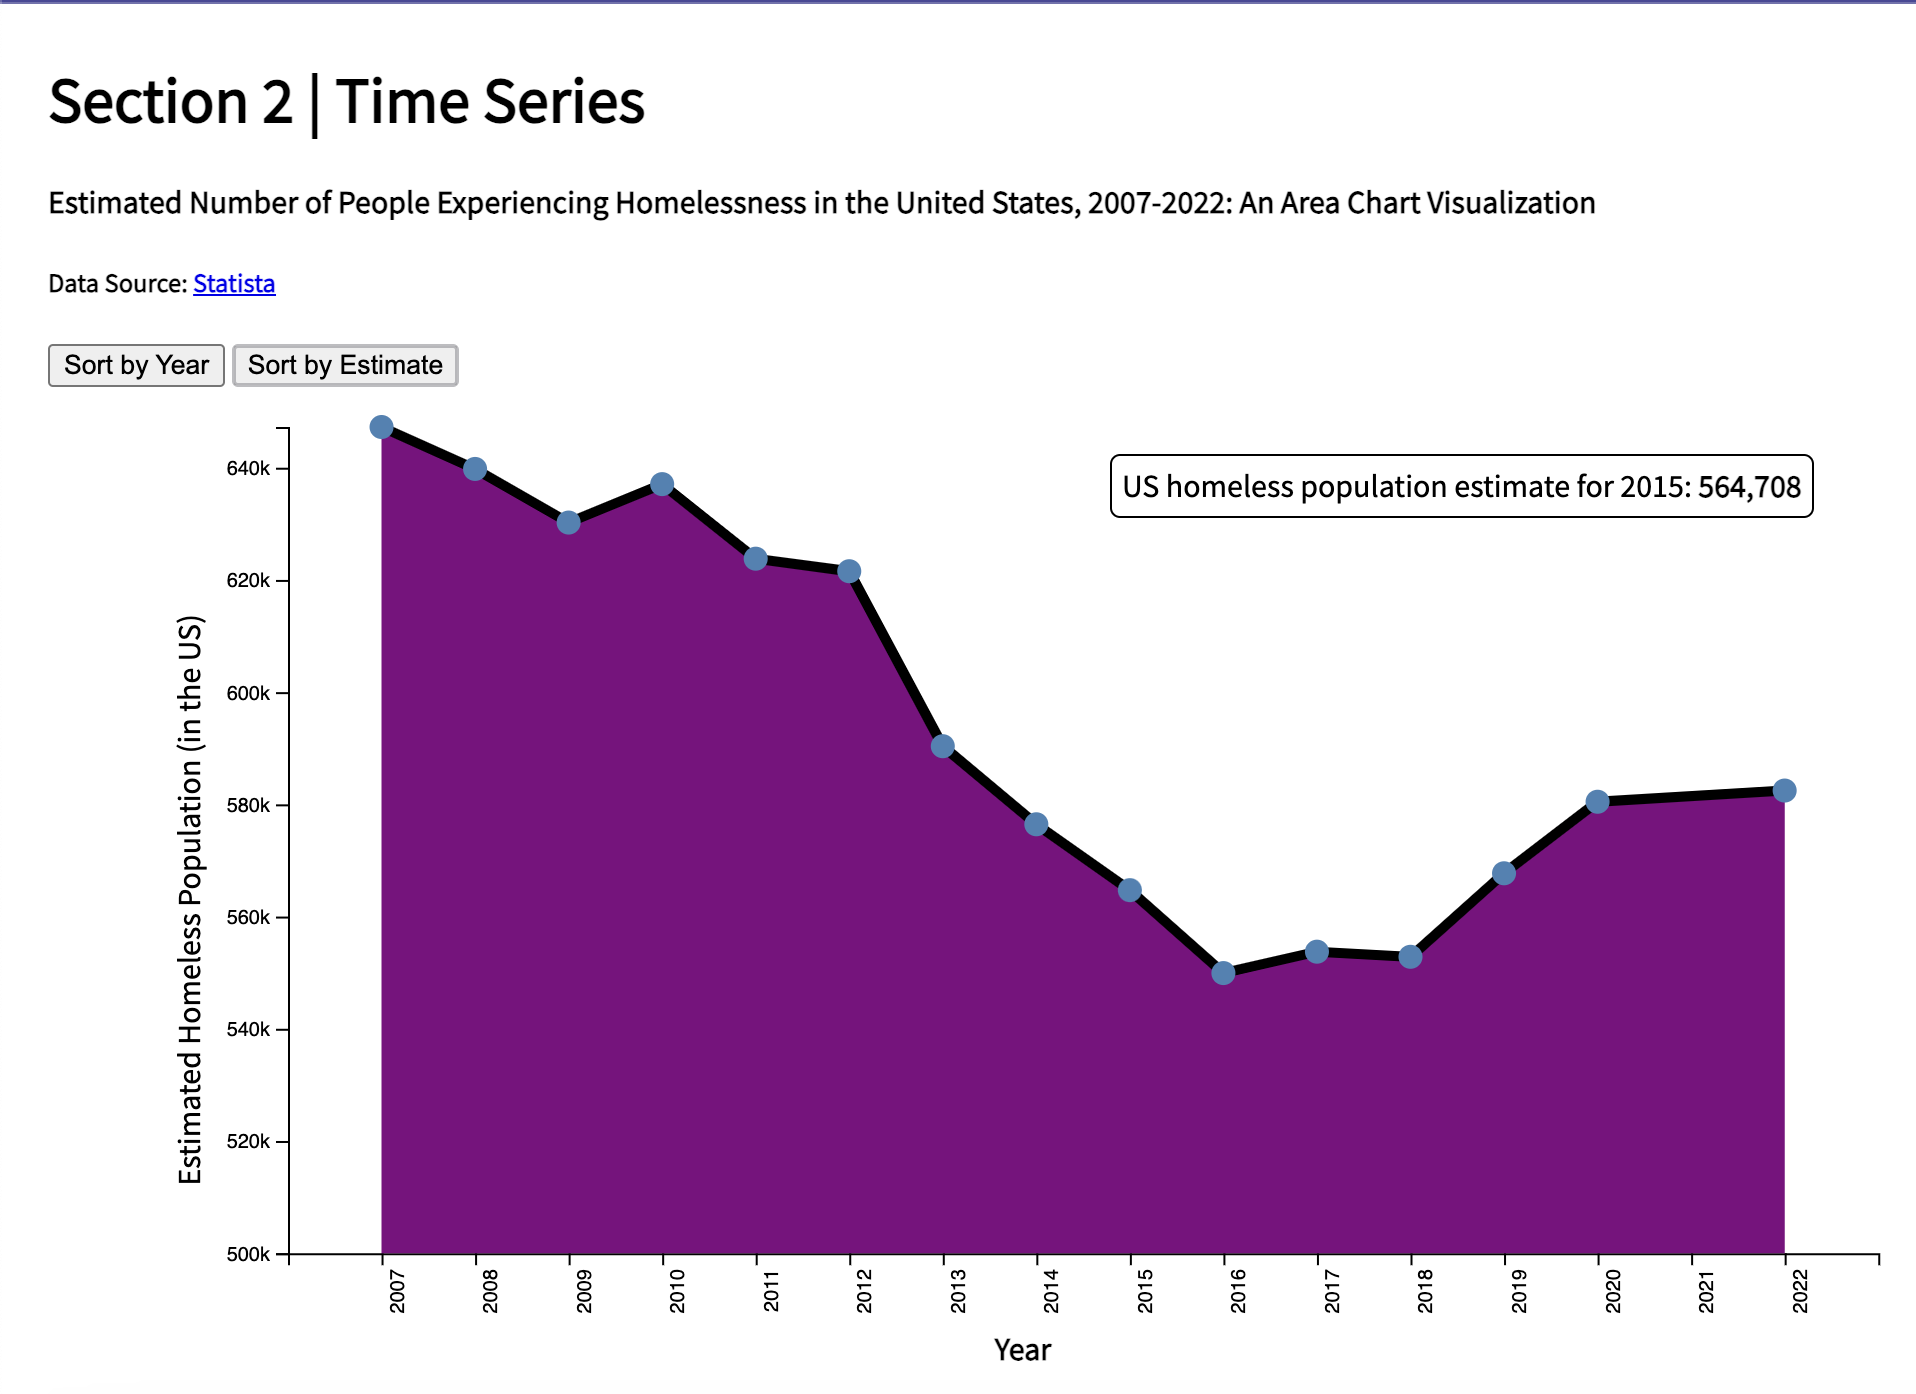 Section 2 | Time Series
Estimated Number of People Experiencing Homelessness in the United States, 2007-2022: An Area Chart Visualization
Data Source: Statista
Sort by Year Sort by Estimate
US homeless population estimate for 2015: 564,708
Estimated Homeless Population (in the US)
640k
620k
600k
580k
560k
540k
520k
500k
2007 2008 2009 2010 2011 2012 2013 2014 2015 2016 2017 2018 2019 2020 2021 2022
Year